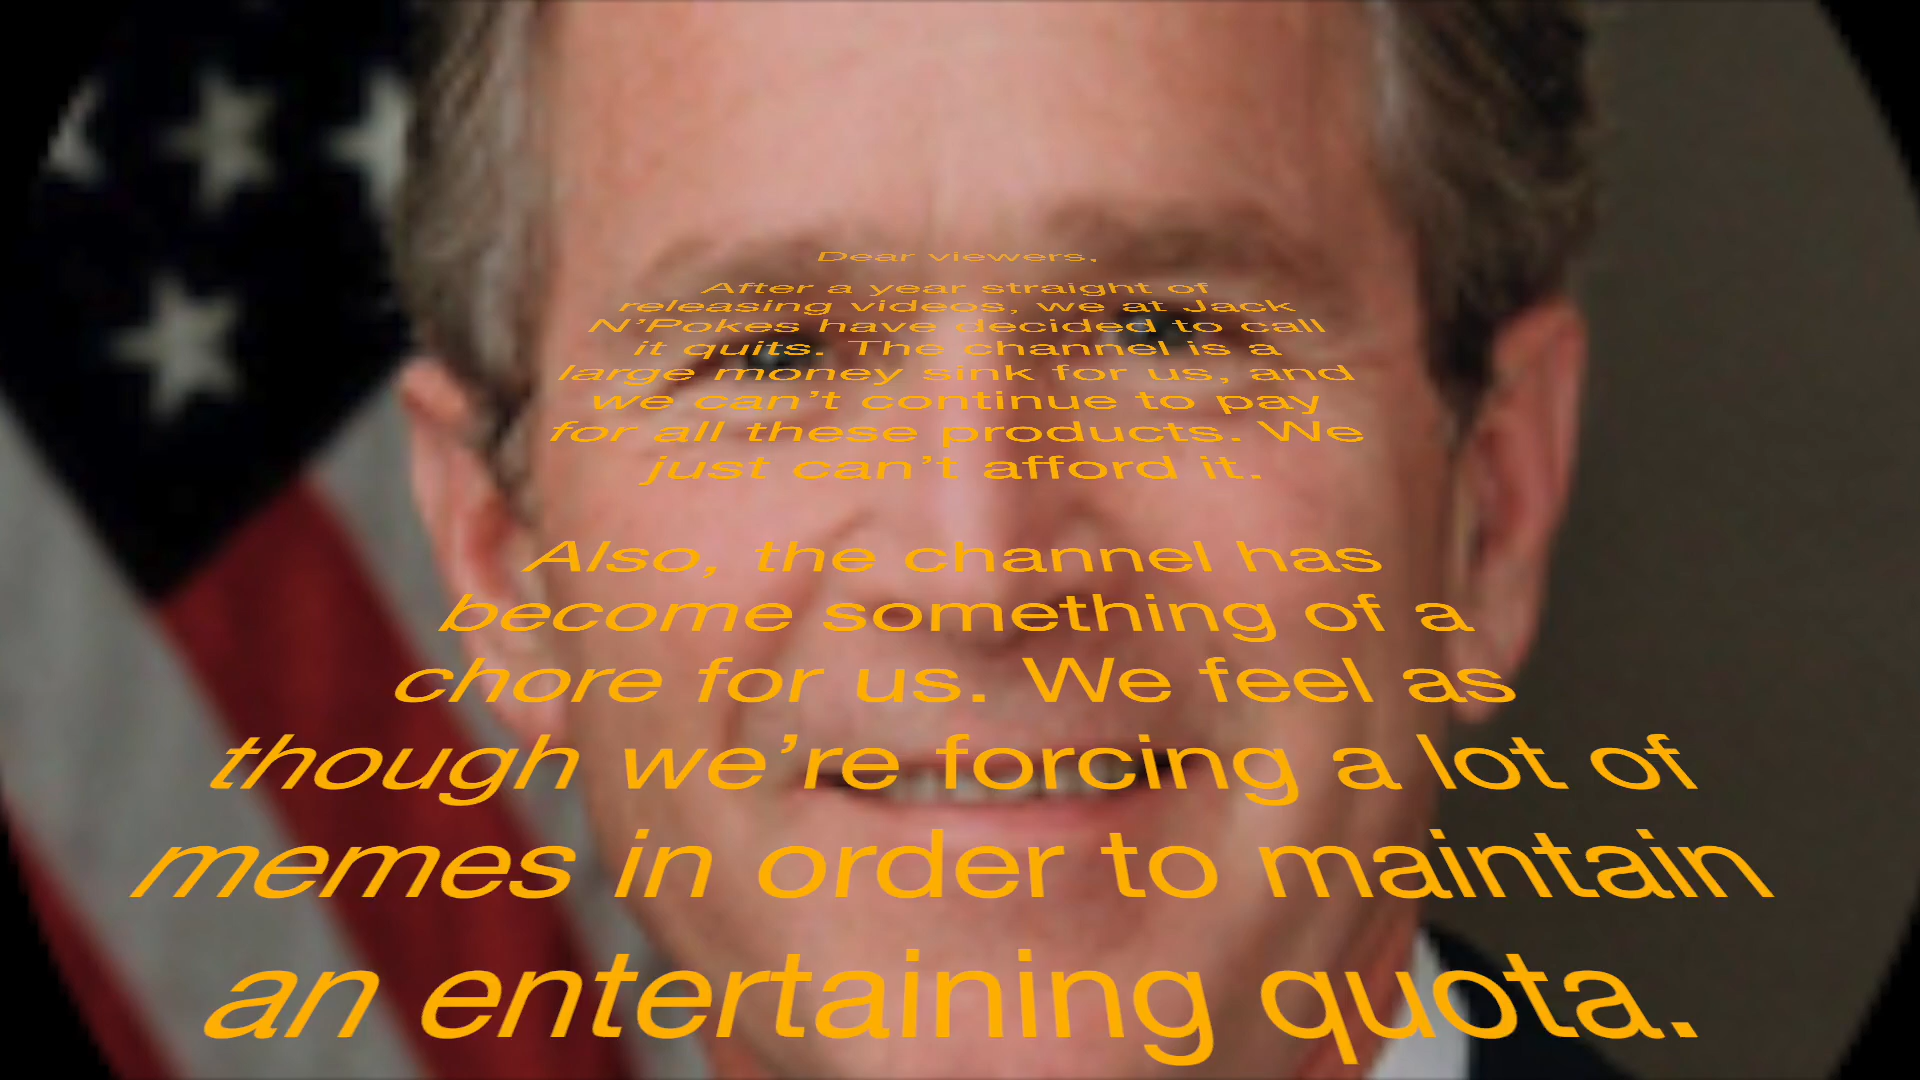 Dear viewers,
After a year straight of
releasing videos, we at Jack
N’Pokes have decided to call
it quits. The channel is a
large money sink for us, and
we can’t continue to pay
for all these products. We
just can’t afford it.
Also, the channel has
become something of a
chore for us. We feel as
though we’re forcing a lot of
memes in order to maintain
an entertaining quota.